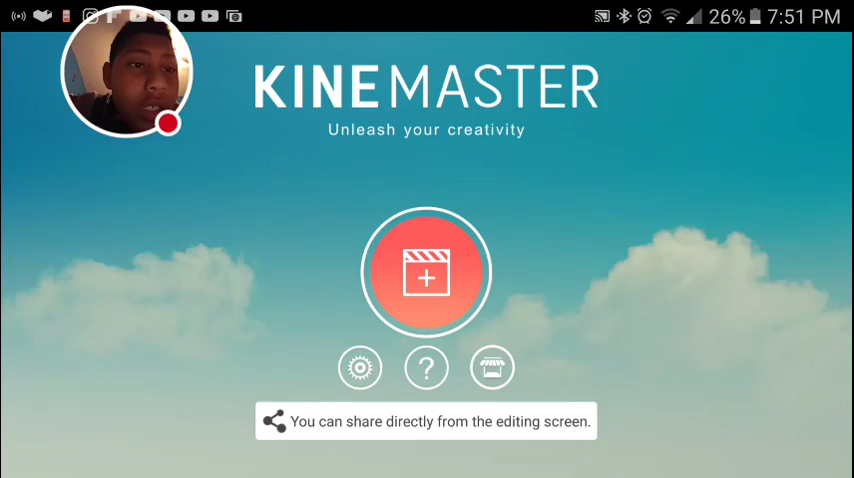 26% 7:51 PM
KINEMASTER
Unleash your creativity
?
You can share directly from the editing screen.